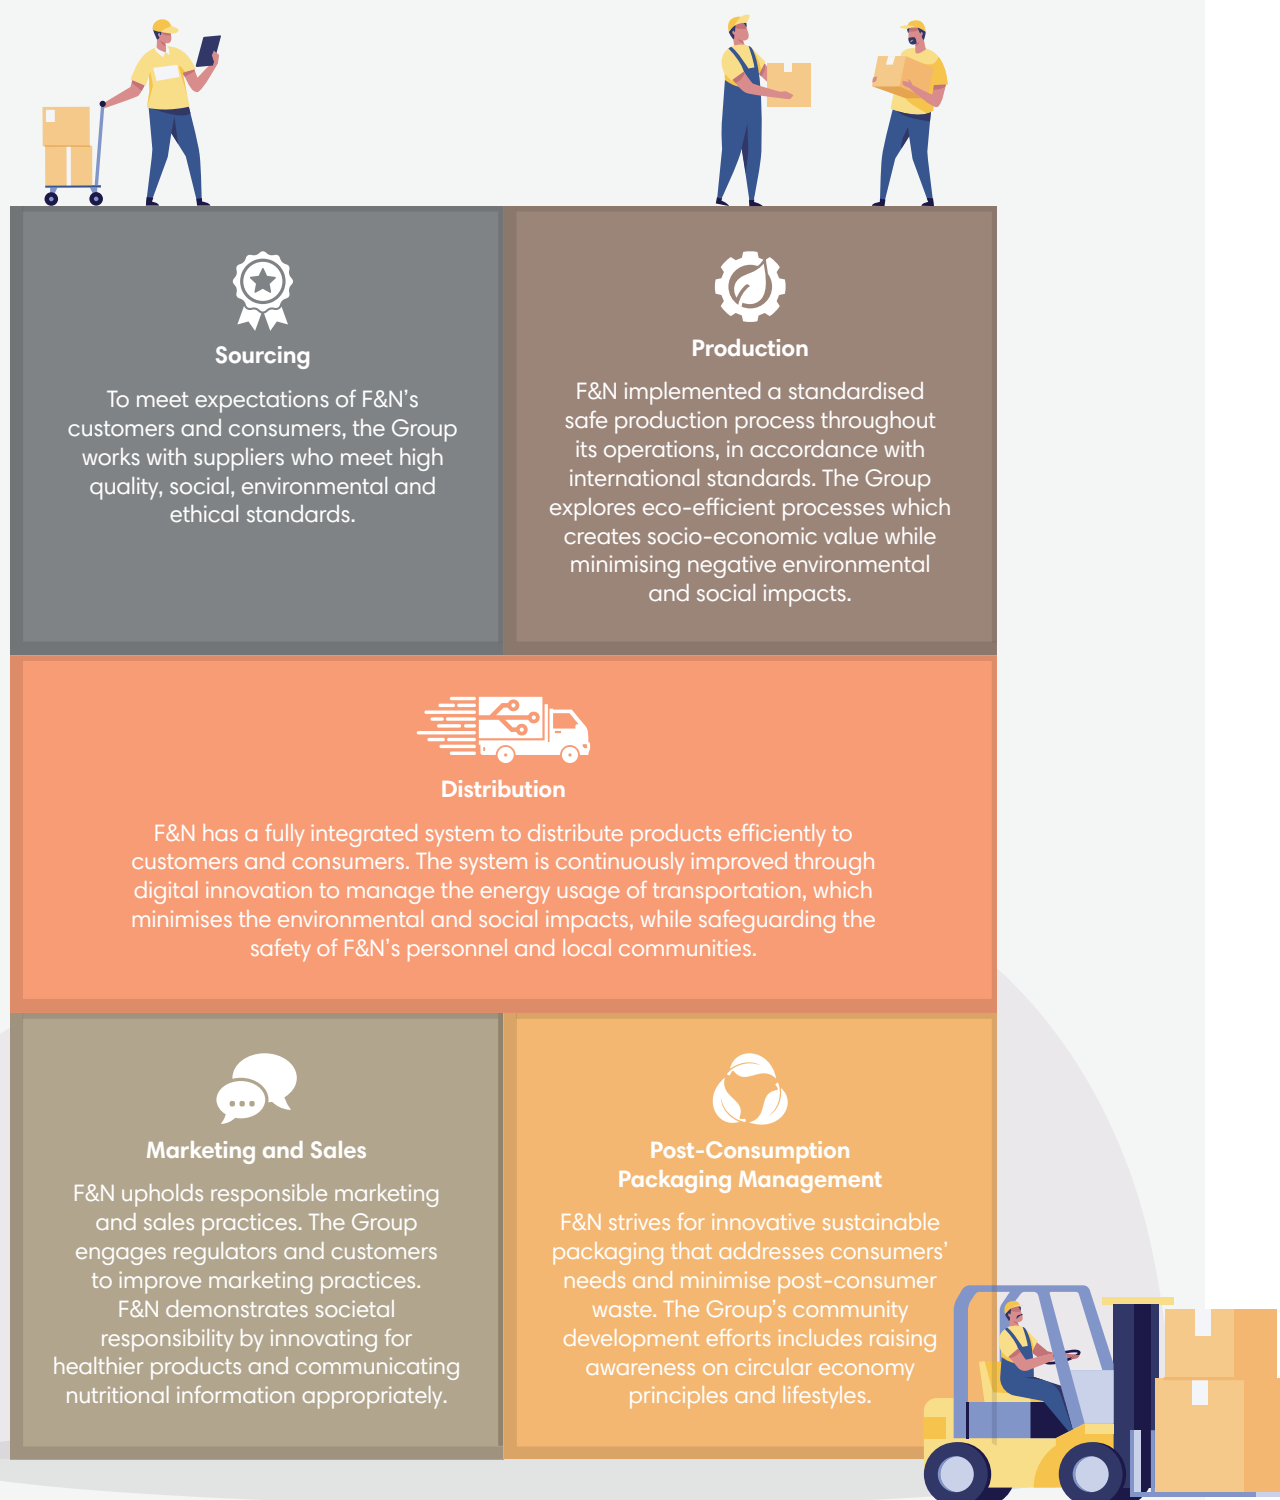 Sourcing
To meet expectations of F&N's
customers and consumers, the Group
works with suppliers who meet high
quality, social, environmental and
ethical standards.
Production
F&N implemented a standardised
safe production process throughout
its operations, in accordance with
international standards. The Group
explores eco-efficient processes which
creates socio-economic value while
minimising negative environmental
and social impacts.
Distribution
F&N has a fully integrated system to distribute products efficiently to
customers and consumers. The system is continuously improved through
digital innovation to manage the energy usage of transportation, which
minimises the environmental and social impacts, while safeguarding the
safety of F&N's personnel and local communities.
Marketing and Sales
F&N upholds responsible marketing
and sales practices. The Group
engages regulators and customers
to improve marketing practices.
F&N demonstrates societal
responsibility by innovating for
healthier products and communicating
nutritional information appropriately.
Post-Consumption
Packaging Management
F&N strives for innovative sustainable
packaging that addresses consumers'
needs and minimise post-consumer
waste. The Group's community
development efforts includes raising
awareness on circular economy
principles and lifestyles.